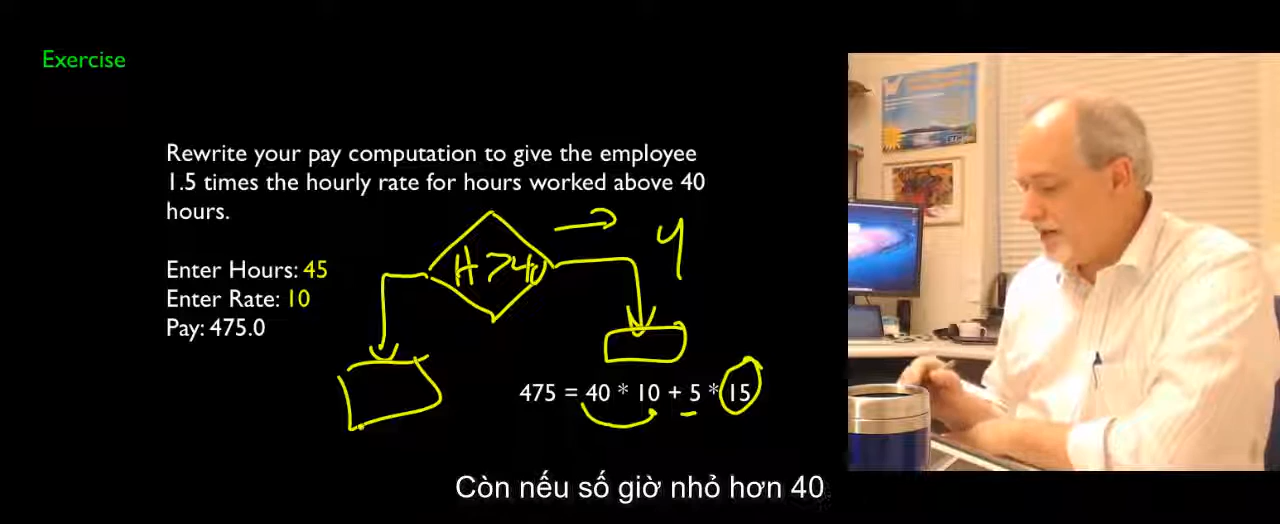 Exercise
Rewrite your pay computation to give the employee
1.5 times the hourly rate for hours worked above 40
hours.
H > 40
y
Enter Hours: 45
Enter Rate: 10
Pay: 475.0
475 = 40 * 10 + 5 * 15
Còn nếu số giờ nhỏ hơn 40